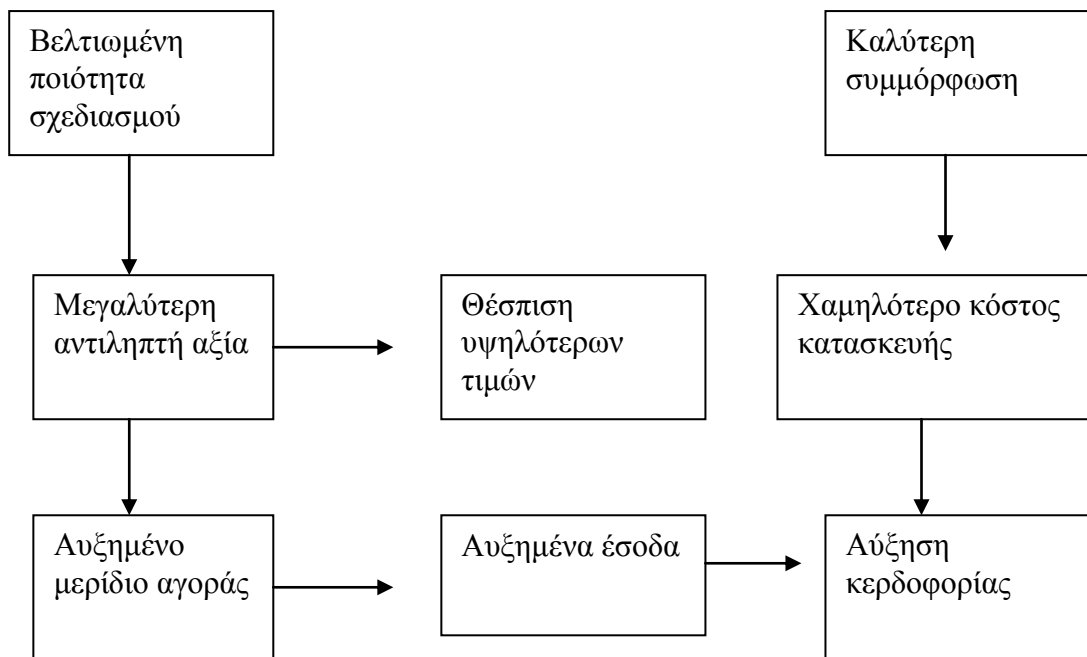 Βελτιωμένη
ποιότητα
σχεδιασμού
Καλύτερη
συμμόρφωση
Μεγαλύτερη
αντιληπτή αξία
Θέσπιση
υψηλότερων
τιμών
Χαμηλότερο κόστος
κατασκευής
Αυξημένο
μερίδιο αγοράς
Αυξημένα έσοδα
Αύξηση
κερδοφορίας